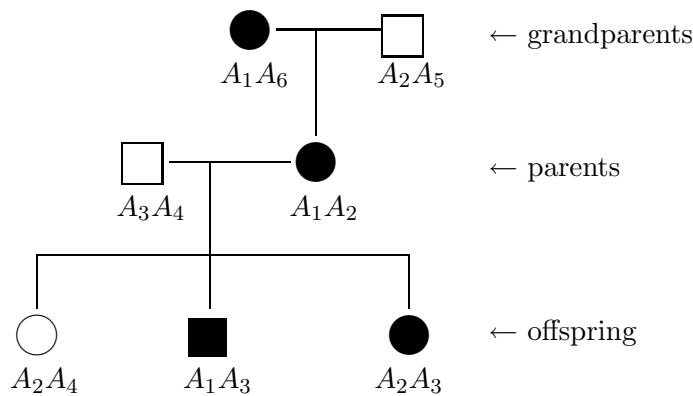 ← grandparents
A₁A₆ A₂A₅
← parents
A₃A₄ A₁A₂
← offspring
A₂A₄ A₁A₃ A₂A₃